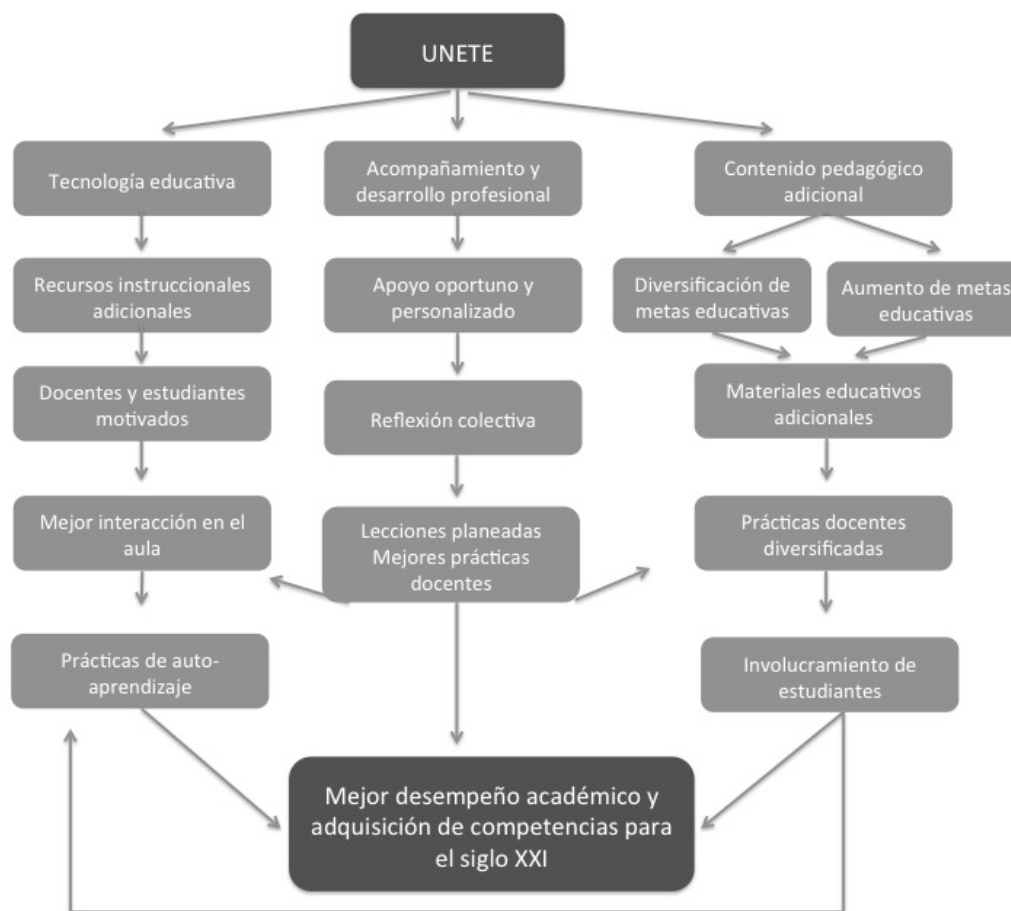 UNETE
Tecnología educativa
Acompañamiento y
desarrollo profesional
Contenido pedagógico
adicional
Recursos instruccionales
adicionales
Apoyo oportuno y
personalizado
Diversificación de
metas educativas
Aumento de metas
educativas
Docentes y estudiantes
motivados
Reflexión colectiva
Materiales educativos
adicionales
Mejor interacción en el
aula
Lecciones planeadas
Mejores prácticas
docentes
Prácticas docentes
diversificadas
Prácticas de auto-
aprendizaje
Involucramiento de
estudiantes
Mejor desempeño académico y
adquisición de competencias para
el siglo XXI